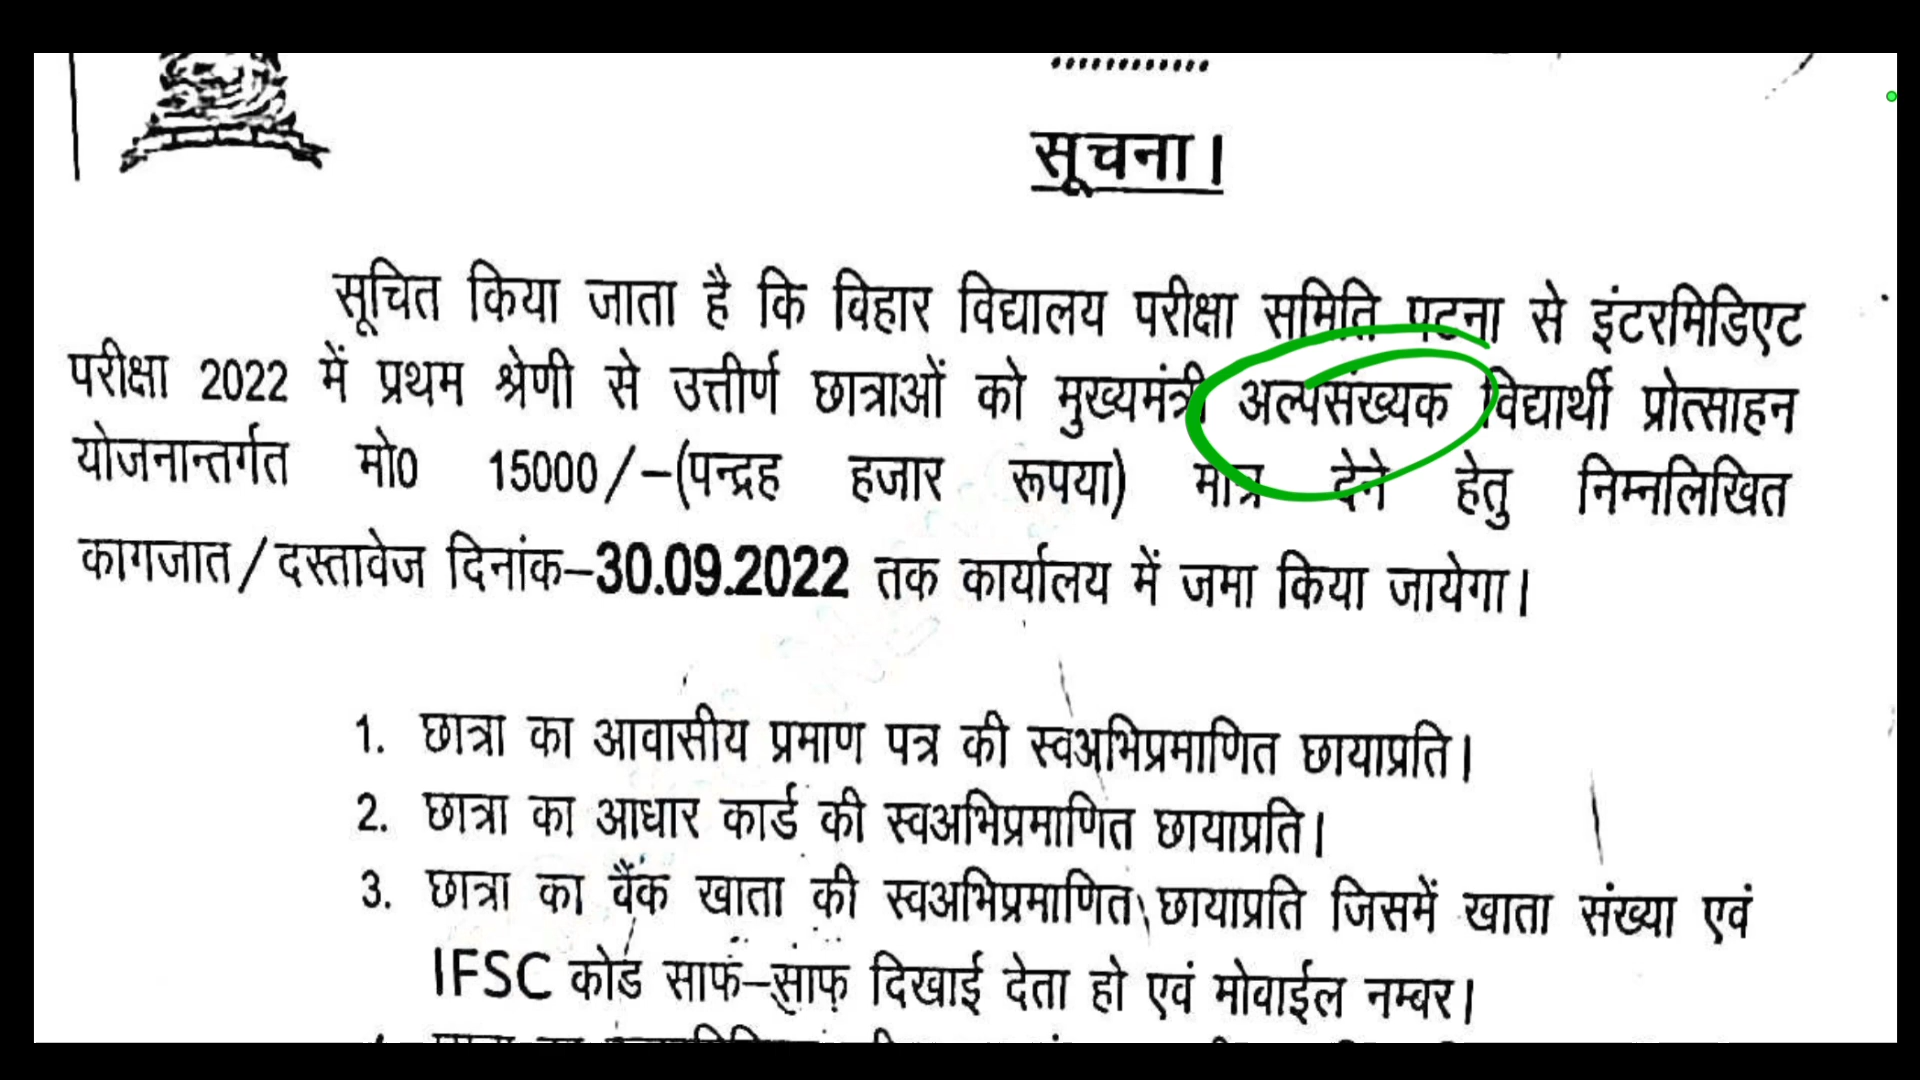 सूचना।
सूचित किया जाता है कि विहार विद्यालय परीक्षा समिति पटना से इंटरमिडिएट
परीक्षा 2022 में प्रथम श्रेणी से उत्तीर्ण छात्राओं को मुख्यमंत्री अल्पसंख्यक विद्यार्थी प्रोत्साहन
योजनान्तर्गत मो0 15000/-(पन्द्रह हजार रूपया) मात्र देने हेतु निम्नलिखित
कागजात/दस्तावेज दिनांक-30.09.2022 तक कार्यालय में जमा किया जायेगा।
1. छात्रा का आवासीय प्रमाण पत्र की स्वअभिप्रमाणित छायाप्रति।
2. छात्रा का आधार कार्ड की स्वअभिप्रमाणित छायाप्रति।
3. छात्रा का वैंक खाता की स्वअभिप्रमाणित छायाप्रति जिसमें खाता संख्या एवं
IFSC कोड साफ-साफ दिखाई देता हो एवं मोवाईल नम्बर।